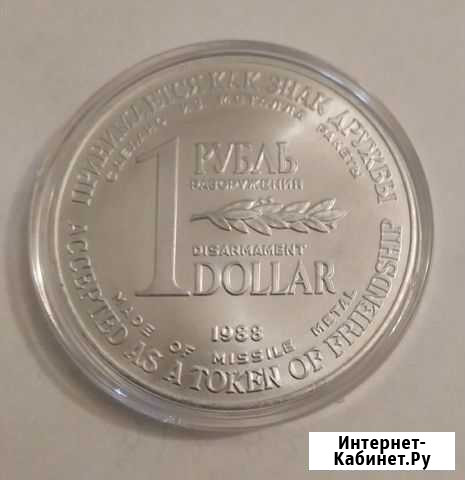 ПРИНИМАЕТСЯ КАК ЗНАК ДРУЖБЫ
СДЕЛАНО ИЗ МЕТАЛЛА РАКЕТЫ
1 РУБЛЬ
РАЗОРУЖЕНИЯ
DISARMAMENT
DOLLAR
1988
MADE OF MISSILE METAL
ACCEPTED AS A TOKEN OF FRIENDSHIP
Интернет-
Кабинет.Ру